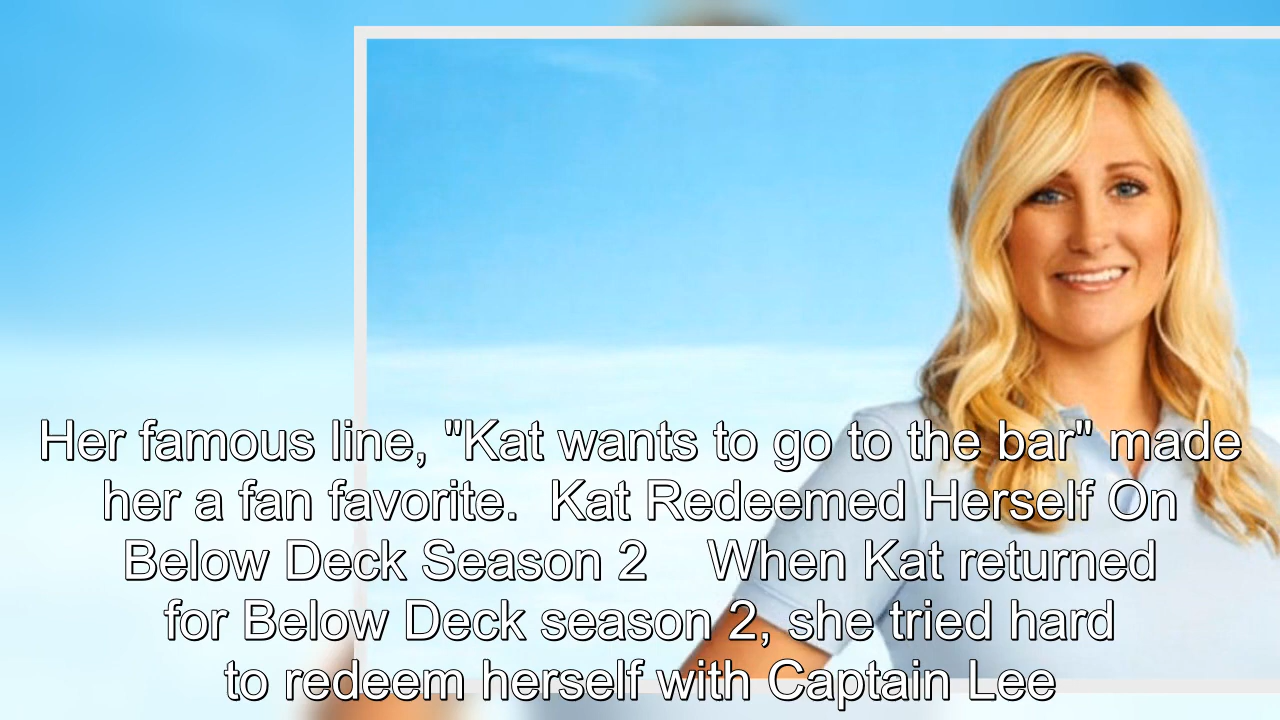 Her famous line, "Kat wants to go to the bar" made
her a fan favorite.  Kat Redeemed Herself On
Below Deck Season 2    When Kat returned
for Below Deck season 2, she tried hard
to redeem herself with Captain Lee